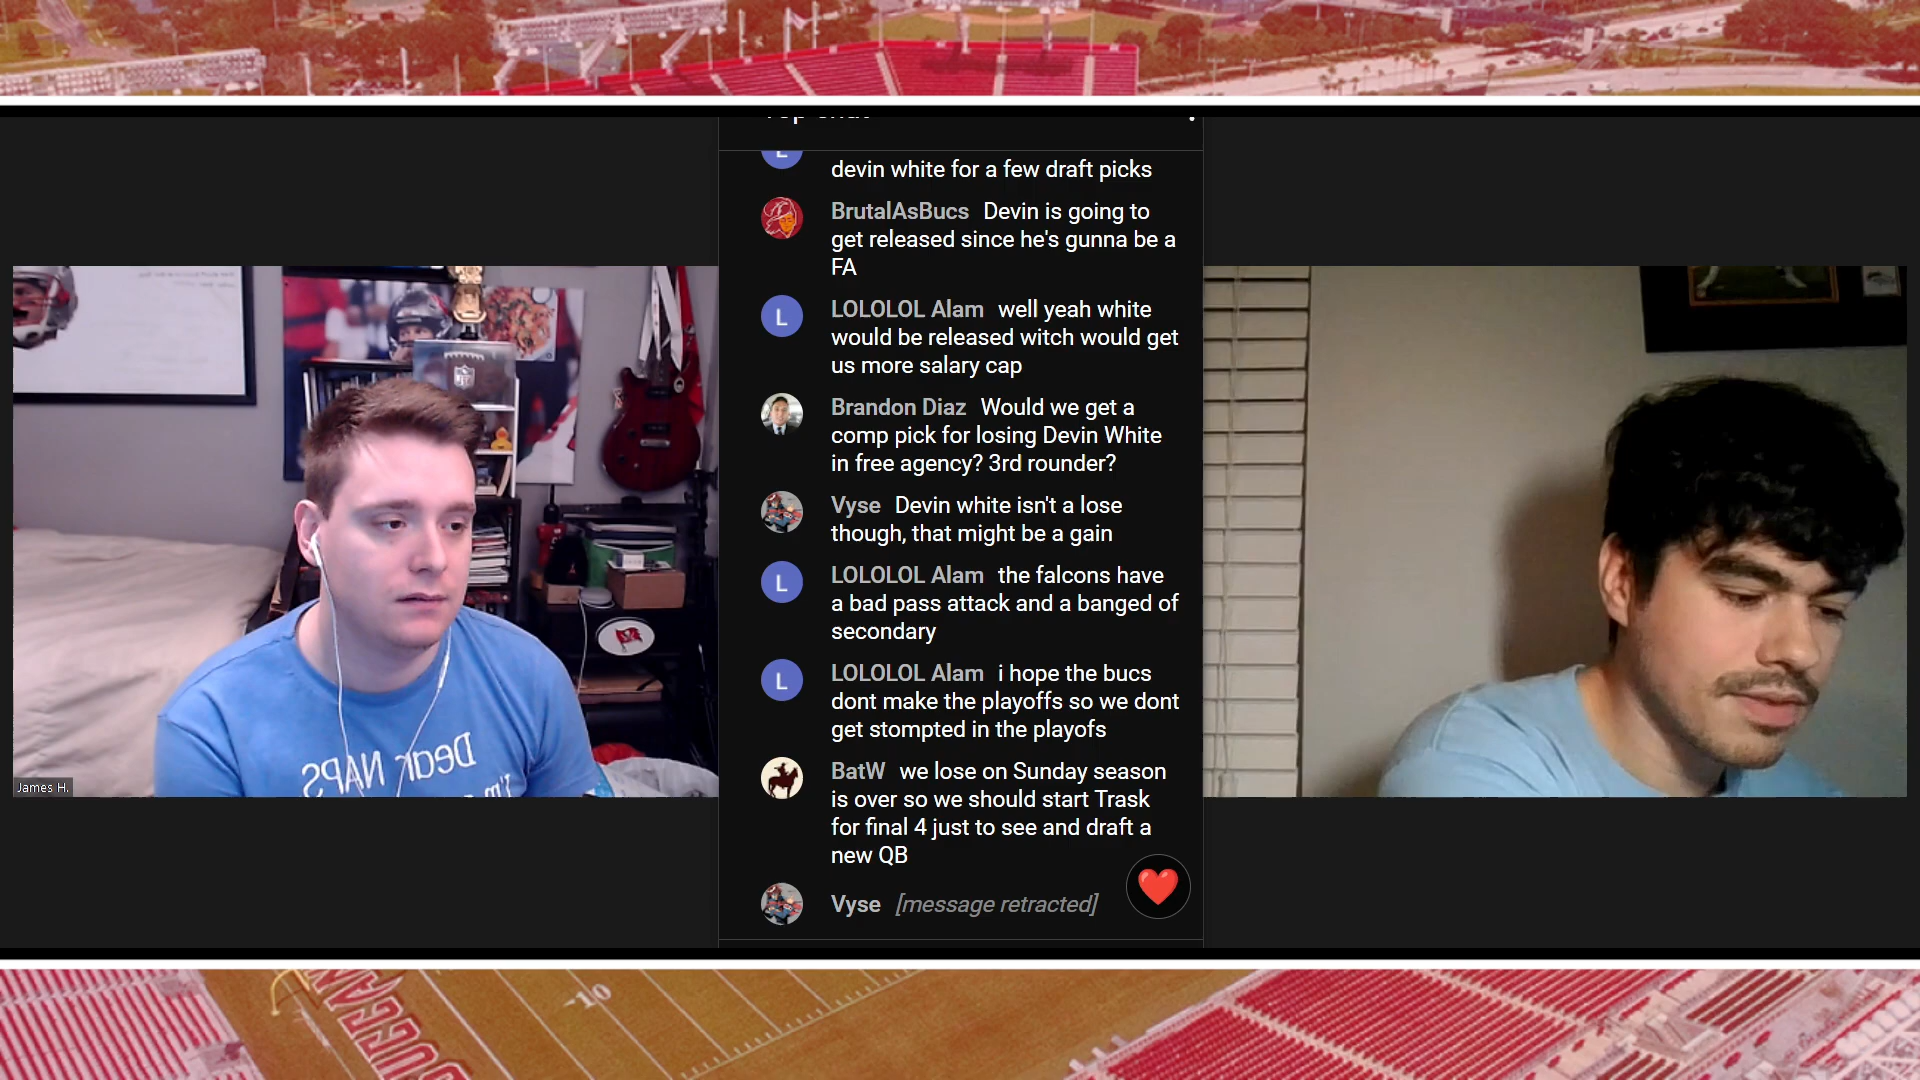 Top chat
devin white for a few draft picks
BrutalAsBucs Devin is going to
get released since he's gunna be a
FA
L
LOLOLOL Alam well yeah white
would be released witch would get
us more salary cap
Brandon Diaz Would we get a
comp pick for losing Devin White
in free agency? 3rd rounder?
Vyse Devin white isn't a lose
though, that might be a gain
L
LOLOLOL Alam the falcons have
a bad pass attack and a banged of
secondary
L
LOLOLOL Alam i hope the bucs
dont make the playoffs so we dont
get stompted in the playofs
BatW we lose on Sunday season
is over so we should start Trask
for final 4 just to see and draft a
new QB
Vyse [message retracted]
NFL
Dear NAPS
I'm
James H.
-10